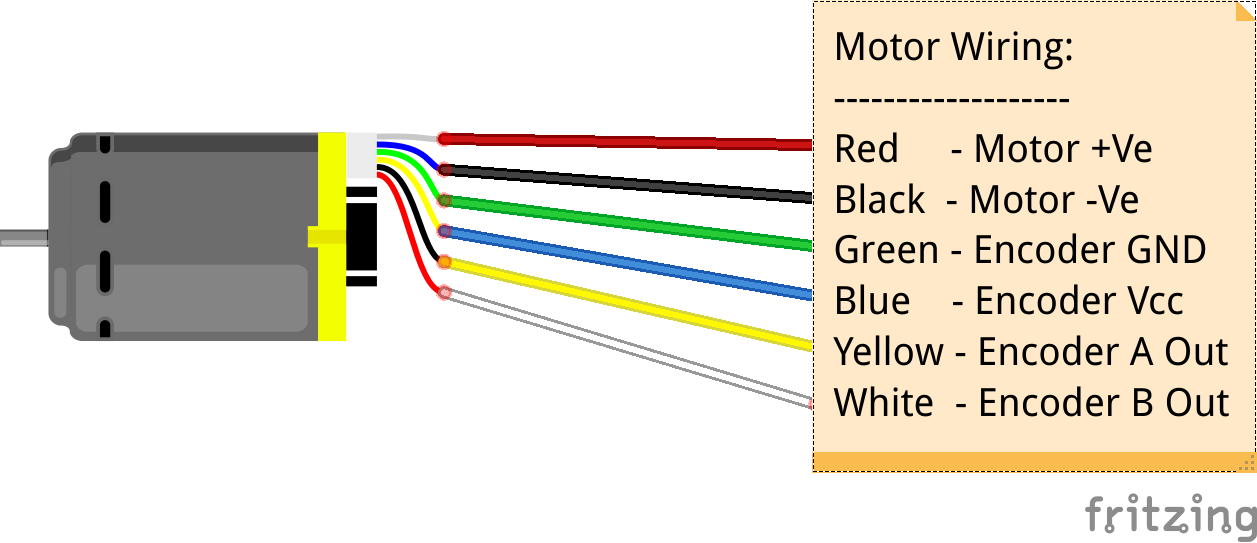 Motor Wiring:
-------------------
Red - Motor +Ve
Black - Motor -Ve
Green - Encoder GND
Blue - Encoder Vcc
Yellow - Encoder A Out
White - Encoder B Out
fritzing